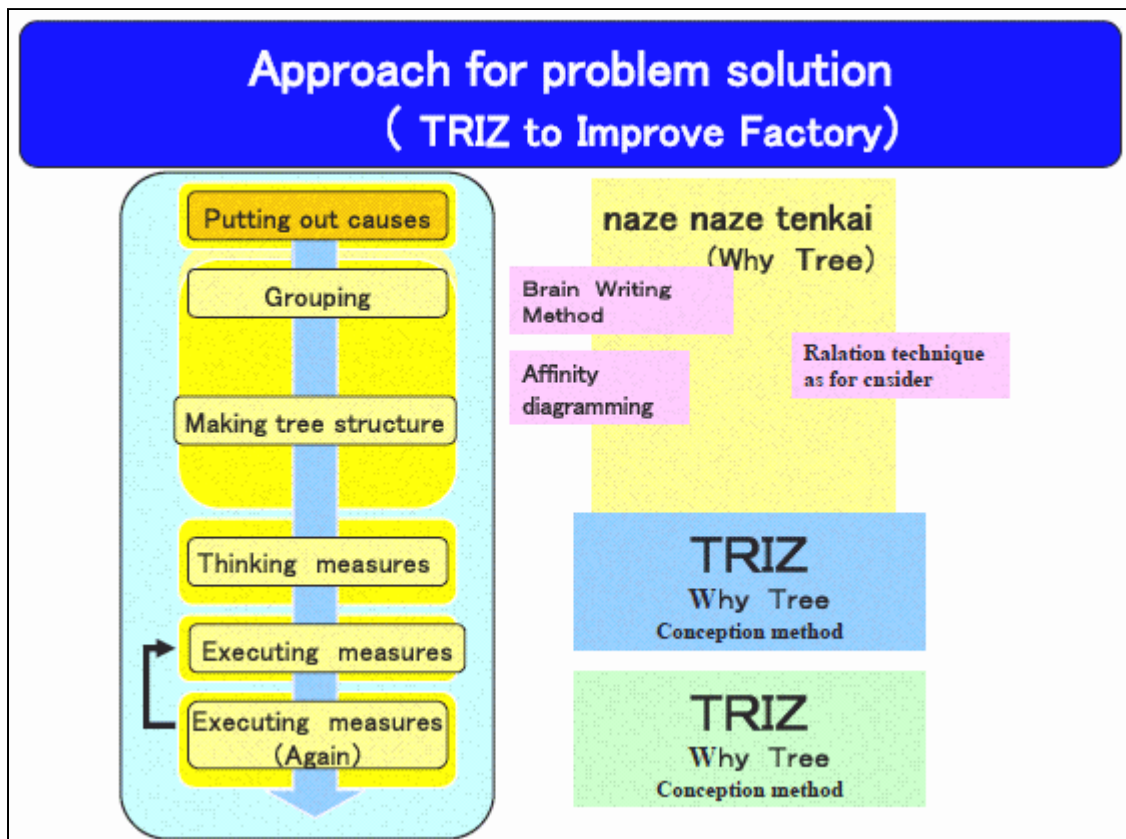 Approach for problem solution
( TRIZ to Improve Factory)
Putting out causes
Grouping
Making tree structure
Thinking measures
Executing measures
Executing measures
(Again)
naze naze tenkai
(Why Tree)
Brain Writing
Method
Ralation technique
as for cnsider
Affinity
diagramming
TRIZ
Why Tree
Conception method
TRIZ
Why Tree
Conception method